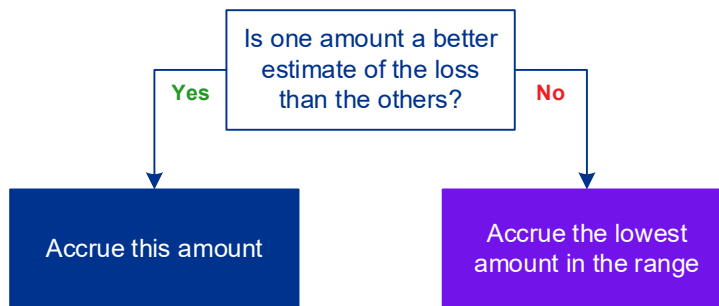 Is one amount a better
estimate of the loss
than the others?
Yes
No
Accrue this amount
Accrue the lowest
amount in the range